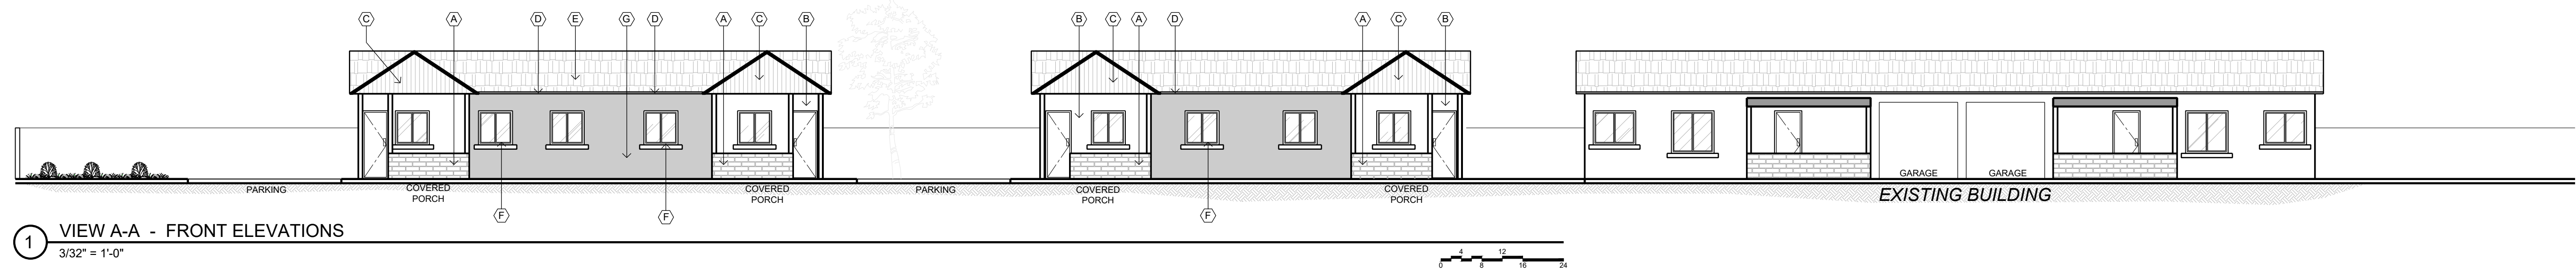 C A D E G D A C B B C A D A C B
PARKING
COVERED
PORCH
COVERED
PORCH
PARKING
COVERED
PORCH
COVERED
PORCH
GARAGE GARAGE
EXISTING BUILDING
F F F
1 VIEW A-A - FRONT ELEVATIONS
3/32" = 1'-0"
4 12
0 8 16 24